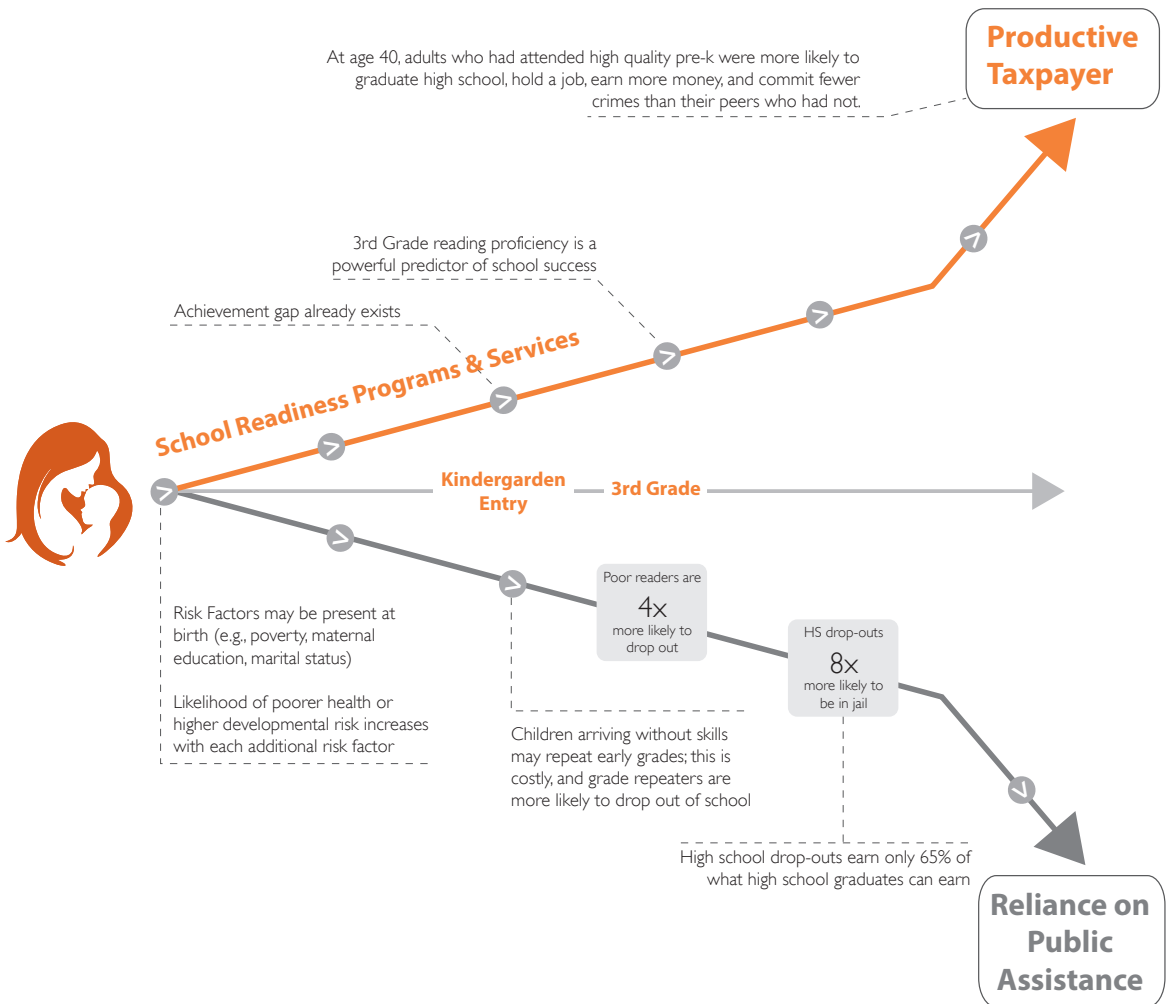 Productive
Taxpayer
At age 40, adults who had attended high quality pre-k were more likely to
graduate high school, hold a job, earn more money, and commit fewer
crimes than their peers who had not.
3rd Grade reading proficiency is a
powerful predictor of school success
Achievement gap already exists
School Readiness Programs & Services
Kindergarden
Entry
3rd Grade
Risk Factors may be present at
birth (e.g., poverty, maternal
education, marital status)
Likelihood of poorer health or
higher developmental risk increases
with each additional risk factor
Poor readers are
4x
more likely to
drop out
HS drop-outs
8x
more likely to
be in jail
Children arriving without skills
may repeat early grades; this is
costly, and grade repeaters are
more likely to drop out of school
High school drop-outs earn only 65% of
what high school graduates can earn
Reliance on
Public
Assistance